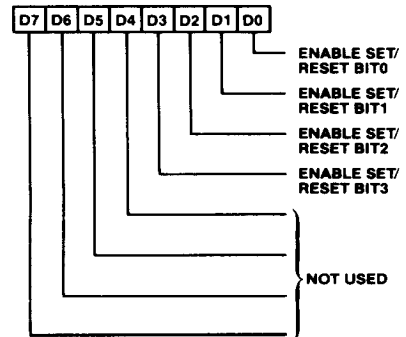 D7 D6 D5 D4 D3 D2 D1 D0
ENABLE SET/
RESET BIT0
ENABLE SET/
RESET BIT1
ENABLE SET/
RESET BIT2
ENABLE SET/
RESET BIT3
NOT USED